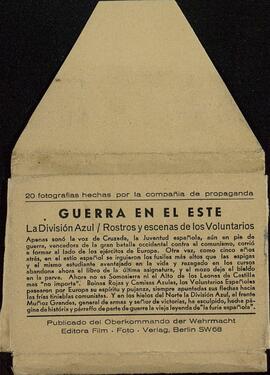 20 fotografias hechas por la compañia de propaganda
GUERRA EN EL ESTE
La División Azul / Rostros y escenas de los Voluntarios
Apenas sonó la voz de Cruzada, la Juventud española, aún en pie de
guerra, vencedora de una gran batalla occidental contra el comunismo, corrió
a formar al lado de los ejércitos de Europa. Otra vez, como cinco años
atrás, en el estío español se irguieron los fusiles más altos que las espigas
y el mismo estudiante aventajado en la vida y rezagado en los cursos
abandona ahora el libro de la última asignatura, y el mozo deja el bieldo
en la parva. Ahora no es Somosierra ni el Alto de los Leones de Castilla
mas "no importa". Boinas Rojas y Camisas Azules, los Voluntarios Españoles
pasearon por Europa su espíritu y pujanza, siempre apuntadas sus flechas hacia
las frías tinieblas comunistas. Y en los hielos del Norte la División Azul, al frente
Muñoz Grandes, general de armas y señor de victorias, ha esculpido, hecho pá-
gina de história y párrafo de parte de guerra la vieja leyenda de "la furia española".
Publicado del Oberkommando der Wehrmacht
Editora Film - Foto - Verlag, Berlin SW68